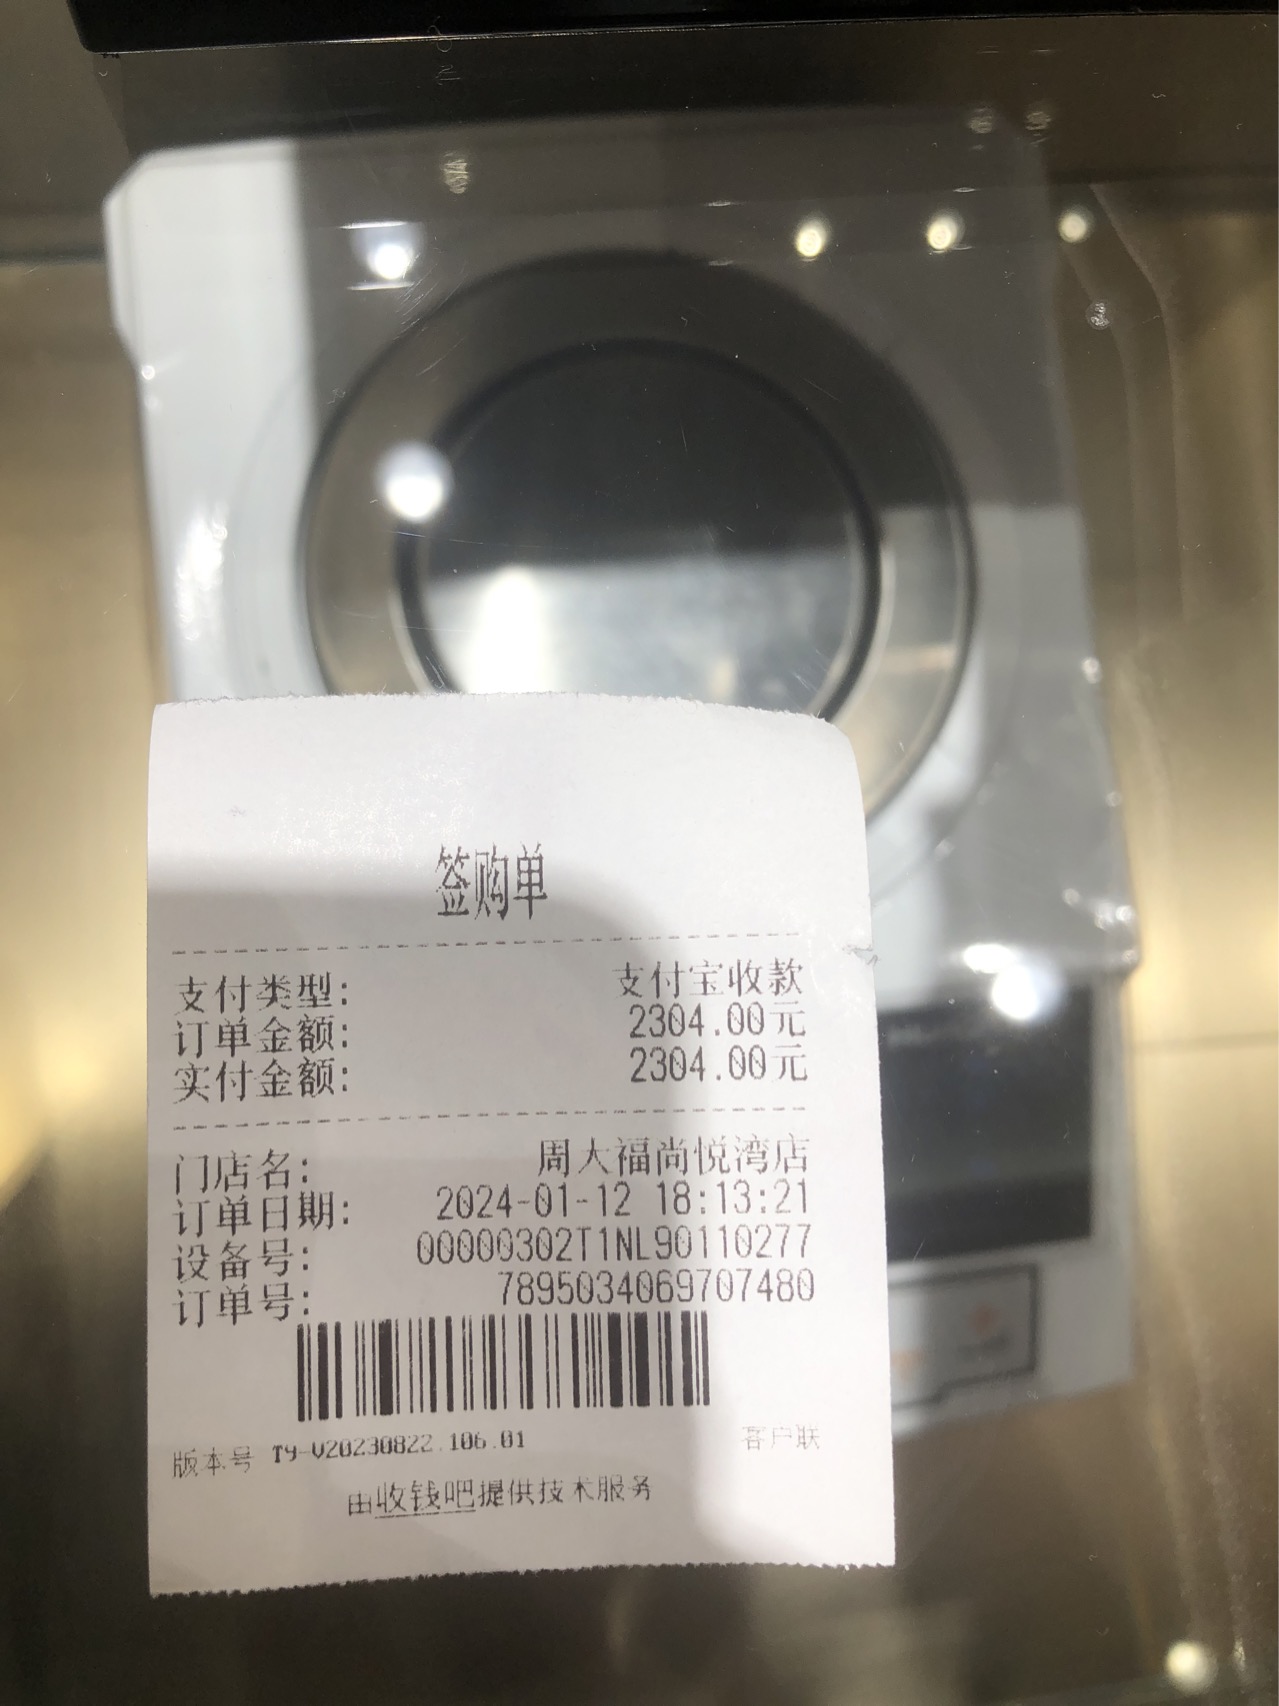 签购单
支付类型: 支付宝收款
订单金额: 2304.00元
实付金额: 2304.00元
门店名: 周大福尚悦湾店
订单日期: 2024-01-12 18:13:21
设备号: 00000302T1NL90110277
订单号: 7895034069707480
版本号 T9-V20230822.106.01 客户联
由收钱吧提供技术服务